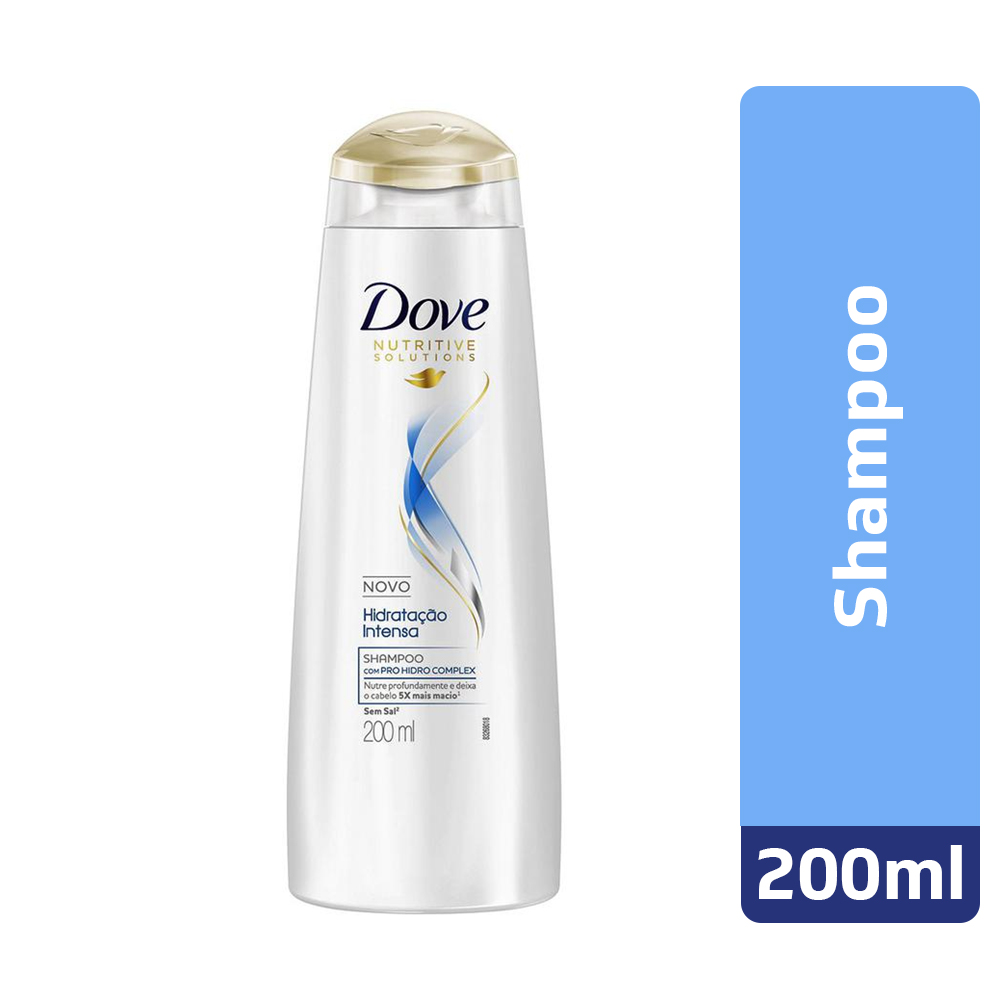 Dove
NUTRITIVE
SOLUTIONS
NOVO
Hidratação
Intensa
SHAMPOO
COM PRO HIDRO COMPLEX
Nutre profundamente e deixa
o cabelo 5X mais macio¹
Sem Sal²
200 ml
Shampoo
200ml